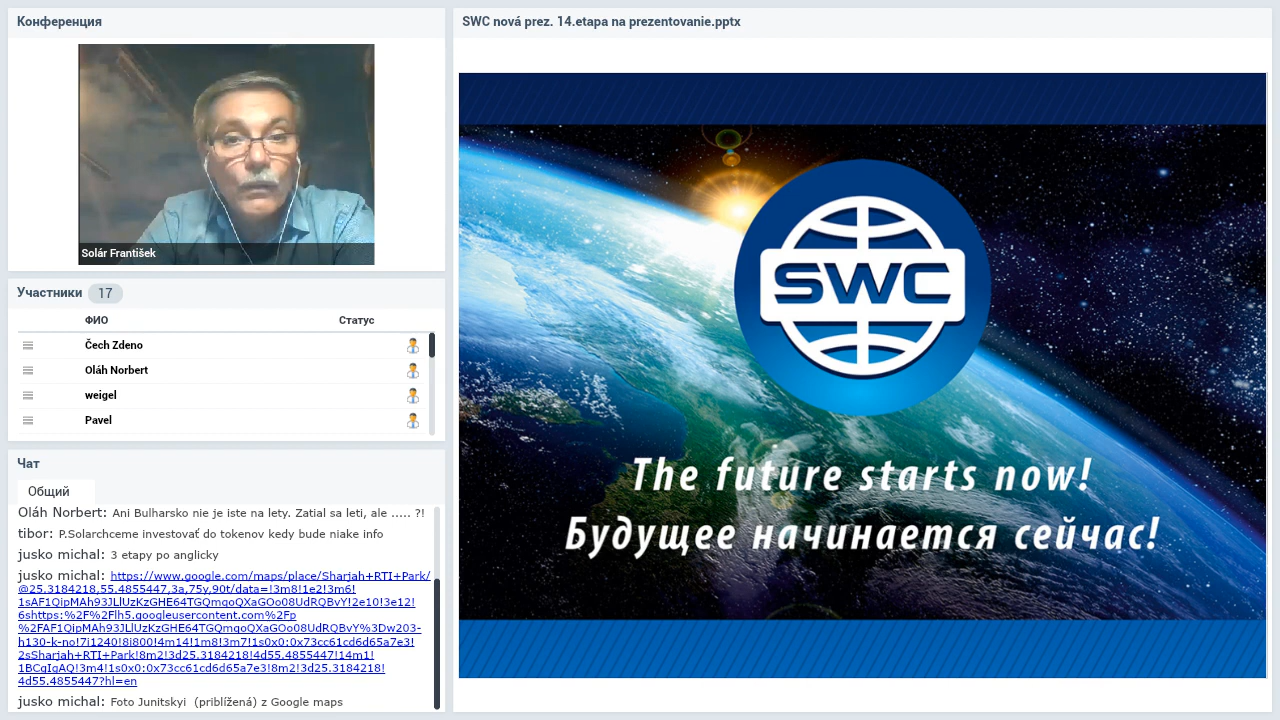 Конференция
Solár František
Участники 17
ФИО Статус
Čech Zdeno
Oláh Norbert
weigel
Pavel
Чат
Общий
Oláh Norbert: Ani Bulharsko nie je iste na lety. Zatial sa leti, ale ..... ?!
tibor: P.Solarchceme investovať do tokenov kedy bude niake info
jusko michal: 3 etapy po anglicky
jusko michal: https://www.google.com/maps/place/Sharjah+RTI+Park/
@25.3184218,55.4855447,3a,75y,90t/data=!3m8!1e2!3m6!
1sAF1QipMAh93JLlUzKzGHE64TGQmqoQXaGOo08UdRQBvY!2e10!3e12!
6shttps:%2F%2Flh5.googleusercontent.com%2Fp
%2FAF1QipMAh93JLlUzKzGHE64TGQmqoQXaGOo08UdRQBvY%3Dw203-
h130-k-no!7i1240!8i800!4m14!1m8!3m7!1s0x0:0x73cc61cd6d65a7e3!
2sSharjah+RTI+Park!8m2!3d25.3184218!4d55.4855447!14m1!
1BCgIgAQ!3m4!1s0x0:0x73cc61cd6d65a7e3!8m2!3d25.3184218!
4d55.4855447?hl=en
jusko michal: Foto Junitskyi (priblížená) z Google maps
SWC nová prez. 14.etapa na prezentovanie.pptx
SWC
The future starts now!
Будущее начинается сейчас!